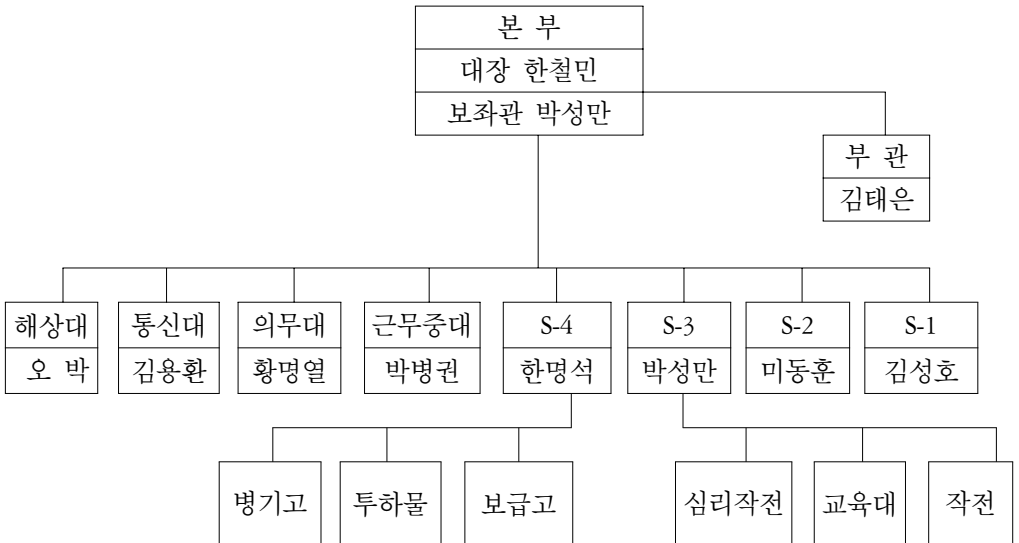 본 부
대장 한철민
보좌관 박성만
부 관
김태은
해상대
오 박
통신대
김용환
의무대
황명열
근무중대
박병권
S-4
한명석
S-3
박성만
S-2
미동훈
S-1
김성호
병기고
투하물
보급고
심리작전
교육대
작전